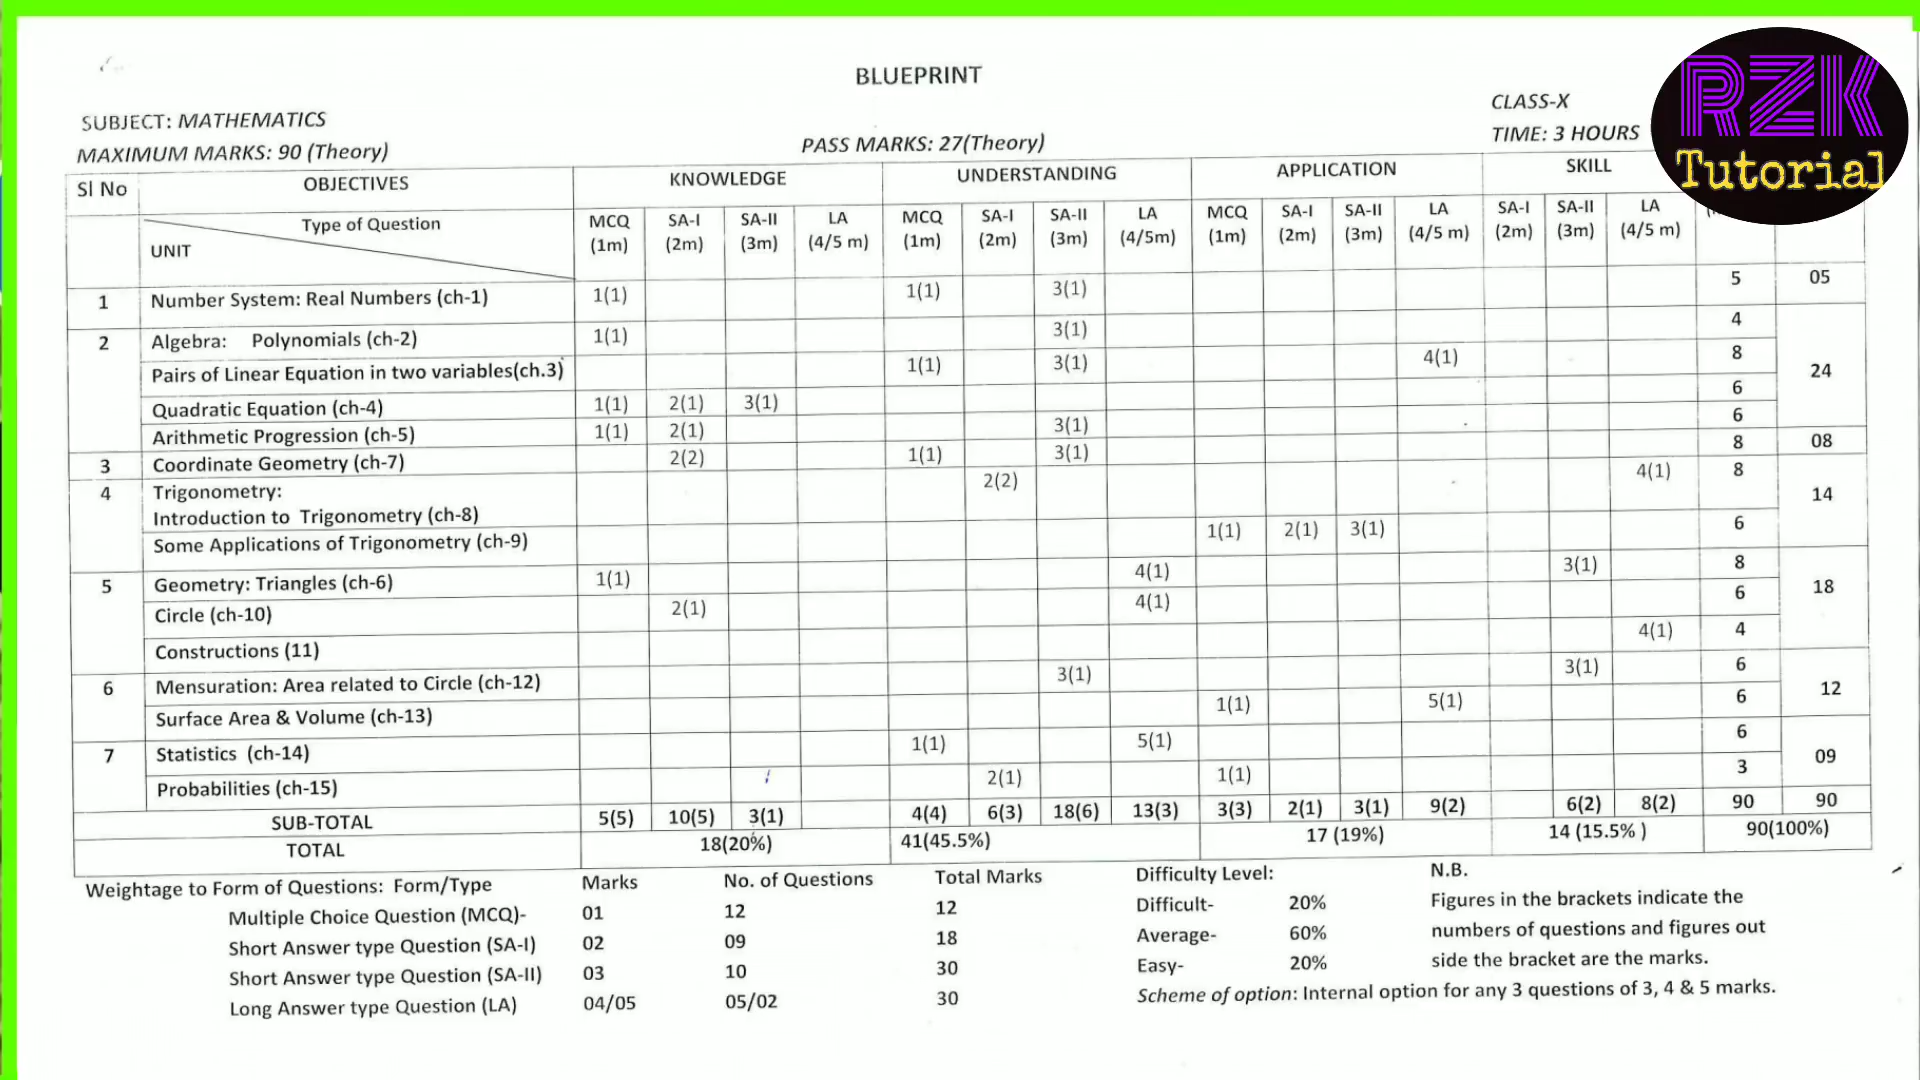 BLUEPRINT
SUBJECT: MATHEMATICS
CLASS-X
MAXIMUM MARKS: 90 (Theory)
PASS MARKS: 27(Theory)
TIME: 3 HOURS
RZK
Tutorial
Sl No OBJECTIVES KNOWLEDGE UNDERSTANDING APPLICATION SKILL
Type of Question
UNIT
MCQ SA-I SA-II LA MCQ SA-I SA-II LA MCQ SA-I SA-II LA SA-I SA-II LA
(1m) (2m) (3m) (4/5 m) (1m) (2m) (3m) (4/5m) (1m) (2m) (3m) (4/5 m) (2m) (3m) (4/5 m)
1 Number System: Real Numbers (ch-1) 1(1) 1(1) 3(1) 5 05
2 Algebra: Polynomials (ch-2) 1(1) 3(1) 4
Pairs of Linear Equation in two variables(ch.3) 1(1) 3(1) 4(1) 8 24
Quadratic Equation (ch-4) 1(1) 2(1) 3(1) 6
Arithmetic Progression (ch-5) 1(1) 2(1) 3(1) 6
3 Coordinate Geometry (ch-7) 2(2) 1(1) 3(1) 8 08
4 Trigonometry:
Introduction to Trigonometry (ch-8) 2(2) 4(1) 8 14
Some Applications of Trigonometry (ch-9) 1(1) 2(1) 3(1) 6
5 Geometry: Triangles (ch-6) 1(1) 4(1) 3(1) 8 18
Circle (ch-10) 2(1) 4(1) 6
Constructions (11) 4(1) 4
6 Mensuration: Area related to Circle (ch-12) 3(1) 3(1) 6 12
Surface Area & Volume (ch-13) 1(1) 5(1) 6
7 Statistics (ch-14) 1(1) 5(1) 6 09
Probabilities (ch-15) 2(1) 1(1) 3
SUB-TOTAL 5(5) 10(5) 3(1) 4(4) 6(3) 18(6) 13(3) 3(3) 2(1) 3(1) 9(2) 6(2) 8(2) 90 90
TOTAL 18(20%) 41(45.5%) 17 (19%) 14 (15.5% ) 90(100%)
Weightage to Form of Questions: Form/Type Marks No. of Questions Total Marks Difficulty Level: N.B.
Multiple Choice Question (MCQ)- 01 12 12 Difficult- 20% Figures in the brackets indicate the
Short Answer type Question (SA-I) 02 09 18 Average- 60% numbers of questions and figures out
Short Answer type Question (SA-II) 03 10 30 Easy- 20% side the bracket are the marks.
Long Answer type Question (LA) 04/05 05/02 30 Scheme of option: Internal option for any 3 questions of 3, 4 & 5 marks.